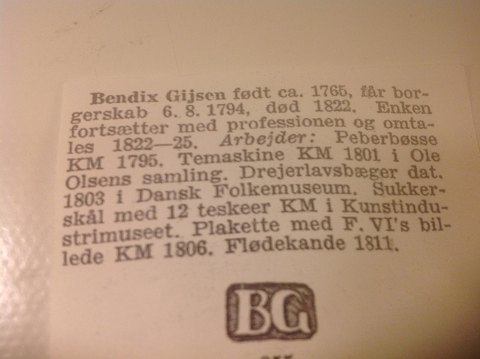 Bendix Gijsen født ca. 1765, får bor-
gerskab 6. 8. 1794, død 1822. Enken
fortsætter med professionen og omta-
les 1822—25. Arbejder: Peberbøsse
KM 1795. Temaskine KM 1801 i Ole
Olsens samling. Drejerlavsbæger dat.
1803 i Dansk Folkemuseum. Sukker-
skål med 12 teskeer KM i Kunstindu-
strimuseet. Plakette med F. VI's bil-
lede KM 1806. Flødekande 1811.
BG